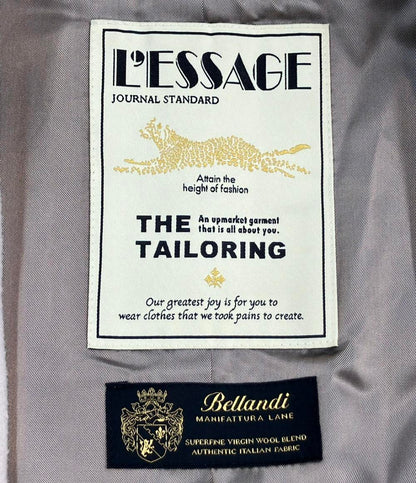 L'ESSAGE
JOURNAL STANDARD
Attain the
height of fashion
THE An upmarket garment
that is all about you.
TAILORING
Our greatest joy is for you to
wear clothes that we took pains to create.
Bellandi
MANIFATTURA LANE
SUPERFINE VIRGIN WOOL BLEND
AUTHENTIC ITALIAN FABRIC